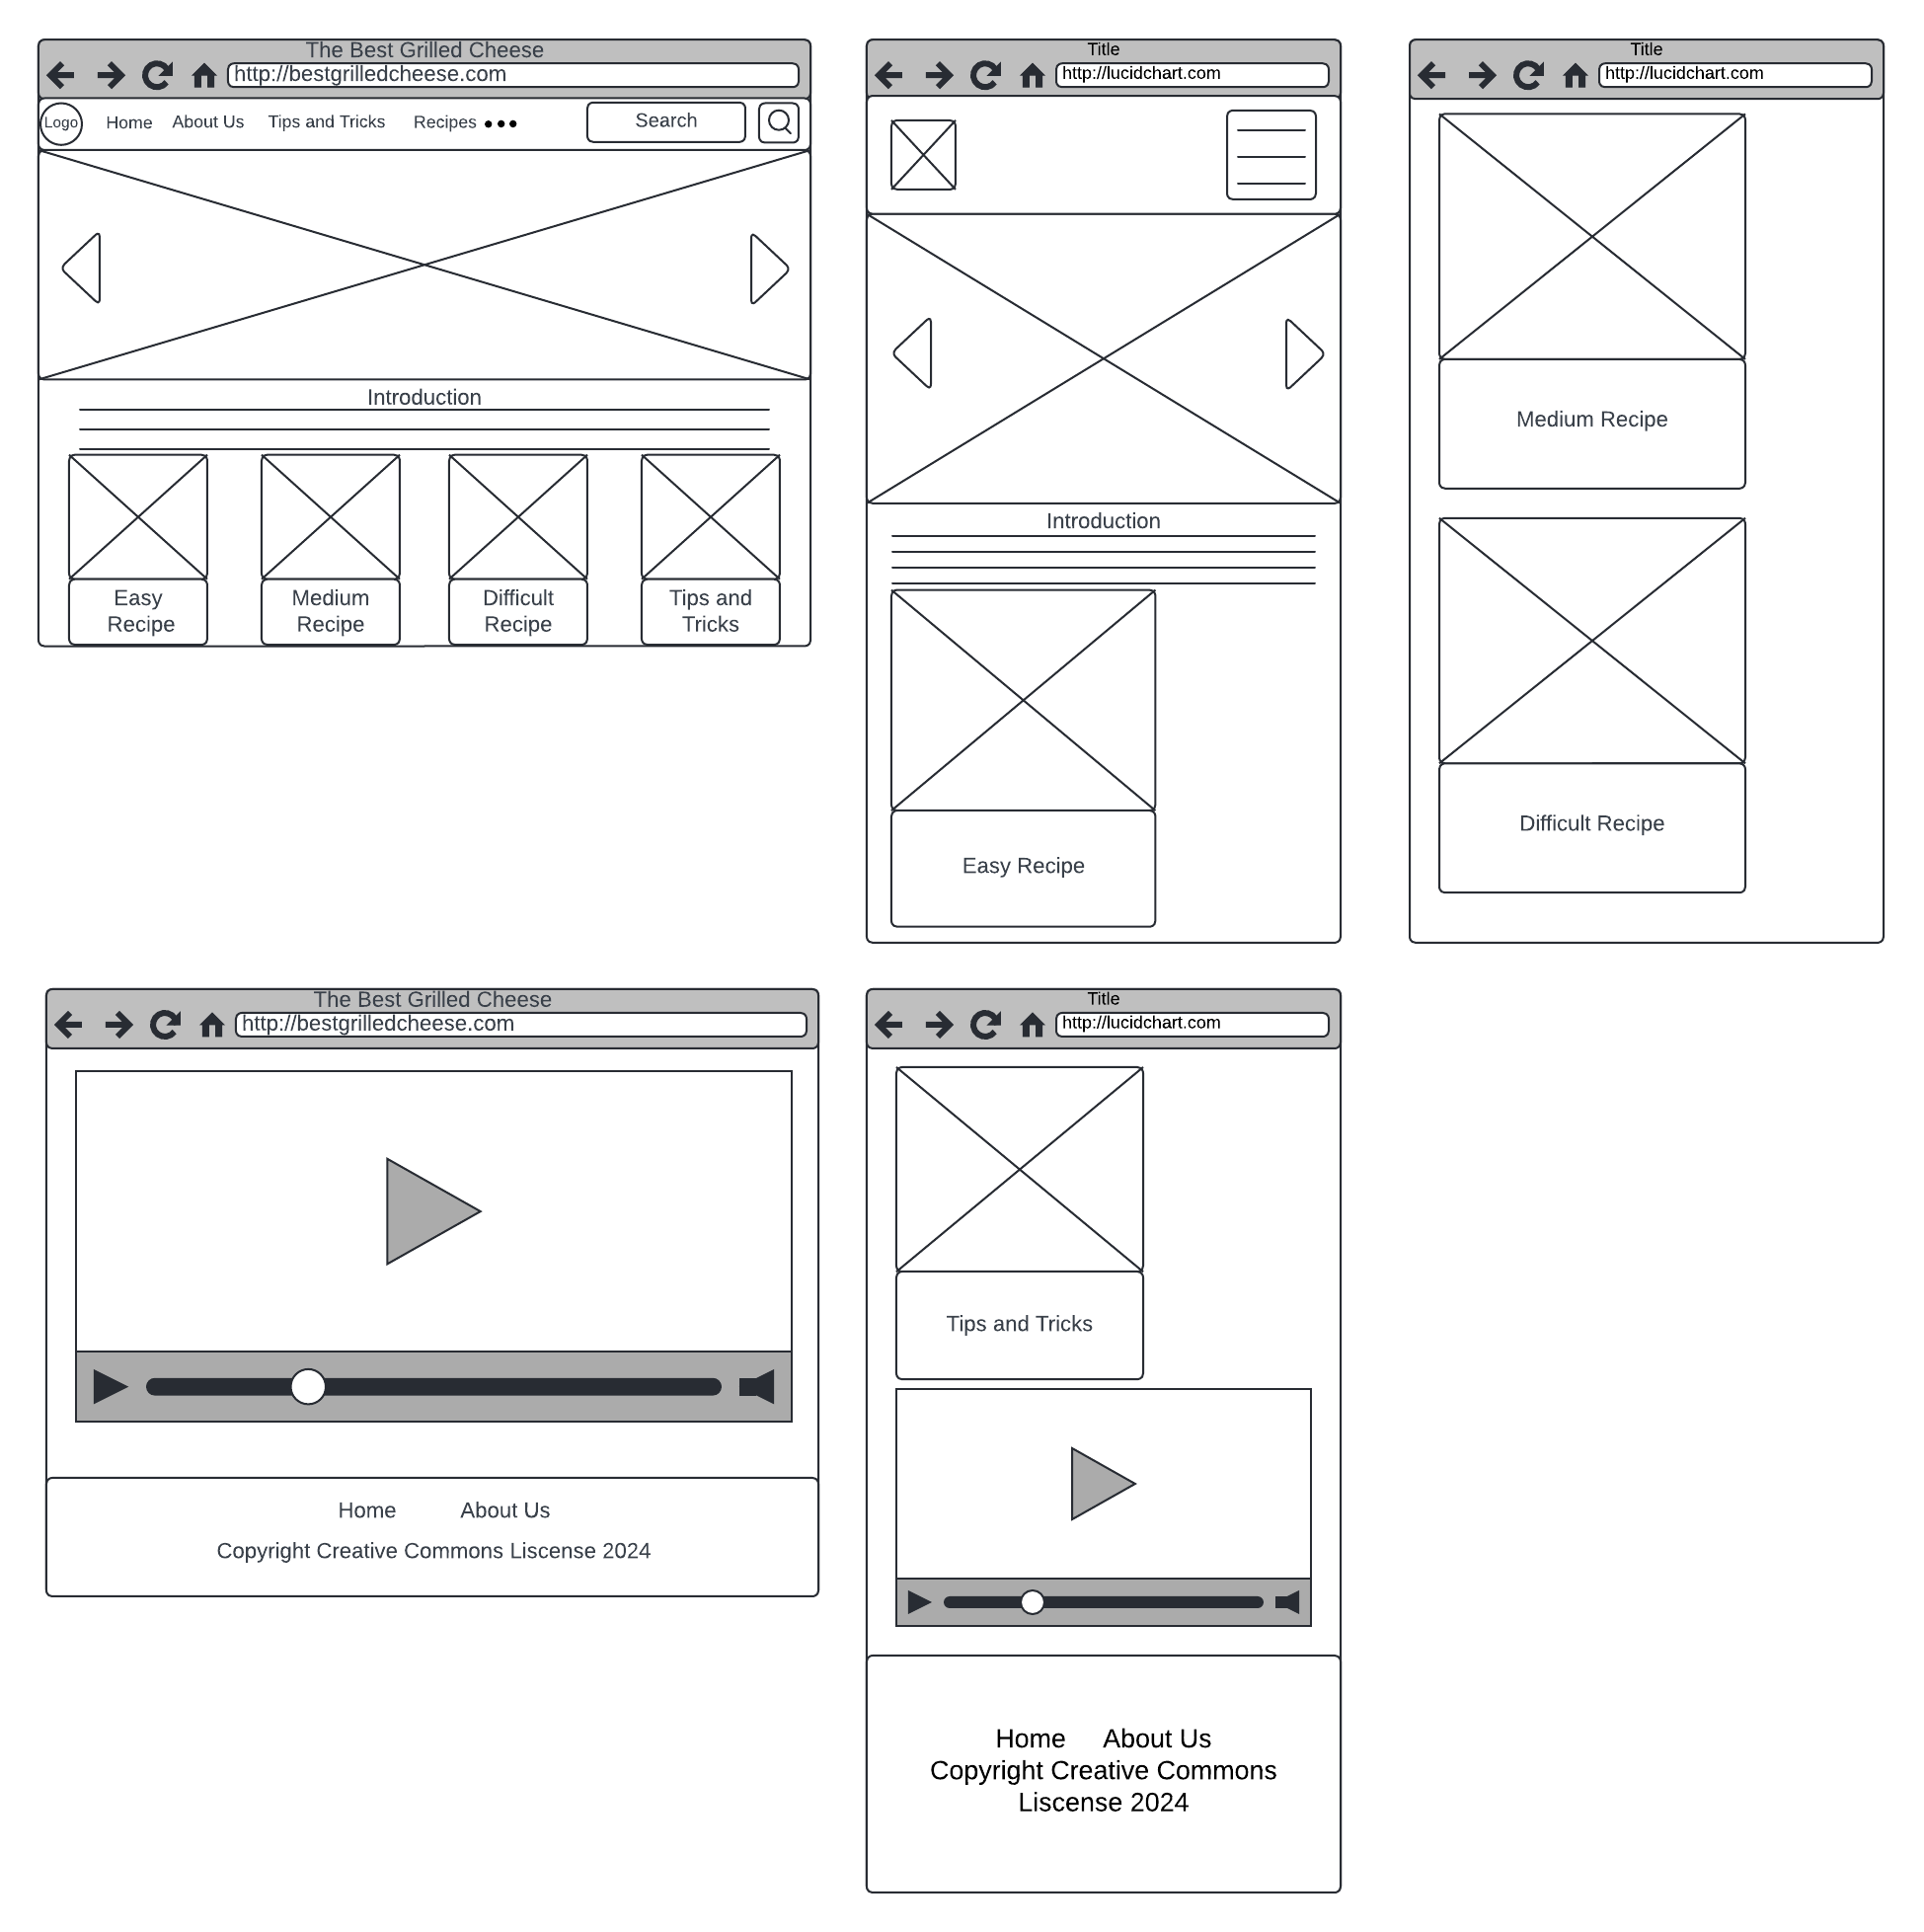 The Best Grilled Cheese
http://bestgrilledcheese.com
Logo Home About Us Tips and Tricks Recipes Search
Introduction
Easy Recipe
Medium Recipe
Difficult Recipe
Tips and Tricks
Title
http://lucidchart.com
Introduction
Easy Recipe
Title
http://lucidchart.com
Medium Recipe
Difficult Recipe
The Best Grilled Cheese
http://bestgrilledcheese.com
Home About Us
Copyright Creative Commons Liscense 2024
Title
http://lucidchart.com
Tips and Tricks
Home About Us
Copyright Creative Commons
Liscense 2024